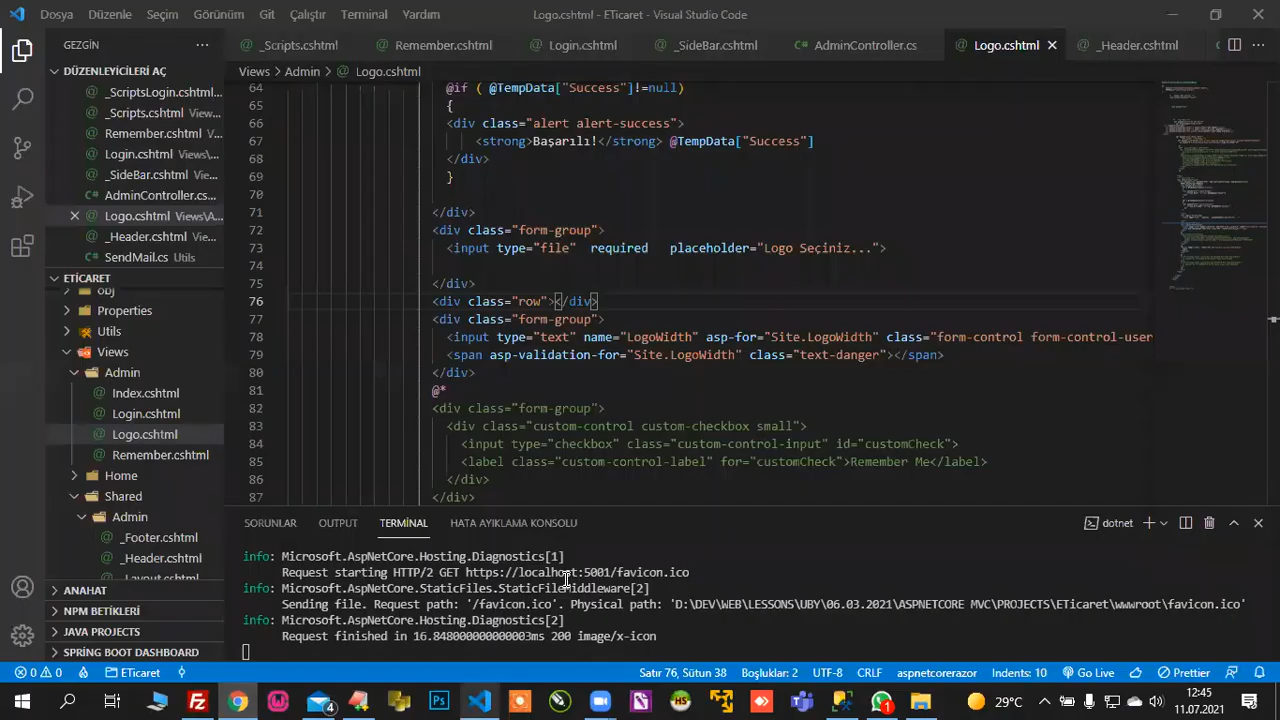 Dosya Düzenle Seçim Görünüm Git Çalıştır Terminal Yardım Logo.cshtml - ETicaret - Visual Studio Code
GEZGİN
_Scripts.cshtml Remember.cshtml Login.cshtml _SideBar.cshtml AdminController.cs Logo.cshtml _Header.cshtml
DÜZENLEYİCİLERİ AÇ
Views > Admin > Logo.cshtml
_ScriptsLogin.cshtml...
_Scripts.cshtml View...
Remember.cshtml ...
Login.cshtml Views\...
_SideBar.cshtml ...
AdminController.cs ...
Logo.cshtml Views\A...
_Header.cshtml ...
SendMail.cs Utils
ETİCARET
obj
Properties
Utils
Views
Admin
Index.cshtml
Login.cshtml
Logo.cshtml
Remember.cshtml
Home
Shared
Admin
_Footer.cshtml
_Header.cshtml
_Layout.cshtml
ANAHAT
NPM BETİKLERİ
JAVA PROJECTS
SPRING BOOT DASHBOARD
64 @if ( @TempData["Success"]!=null)
65 {
66 <div class="alert alert-success">
67 <strong>Başarılı!</strong> @TempData["Success"]
68 </div>
69 }
70
71 </div>
72 <div class="form-group">
73 <input type="file" required placeholder="Logo Seçiniz...">
74
75 </div>
76 <div class="row"></div>
77 <div class="form-group">
78 <input type="text" name="LogoWidth" asp-for="Site.LogoWidth" class="form-control form-control-user
79 <span asp-validation-for="Site.LogoWidth" class="text-danger"></span>
80 </div>
81 @*
82 <div class="form-group">
83 <div class="custom-control custom-checkbox small">
84 <input type="checkbox" class="custom-control-input" id="customCheck">
85 <label class="custom-control-label" for="customCheck">Remember Me</label>
86 </div>
87 </div>
SORUNLAR OUTPUT TERMİNAL HATA AYIKLAMA KONSOLU dotnet
info: Microsoft.AspNetCore.Hosting.Diagnostics[1]
Request starting HTTP/2 GET https://localhost:5001/favicon.ico
info: Microsoft.AspNetCore.StaticFiles.StaticFileMiddleware[2]
Sending file. Request path: '/favicon.ico'. Physical path: 'D:\DEV\WEB\LESSONS\UBY\06.03.2021\ASPNETCORE MVC\PROJECTS\ETicaret\wwwroot\favicon.ico'
info: Microsoft.AspNetCore.Hosting.Diagnostics[2]
Request finished in 16.848000000000003ms 200 image/x-icon
0 0 ETicaret Satır 76, Sütun 38 Boşluklar: 2 UTF-8 CRLF aspnetcorerazor Indents: 10 Go Live Prettier
4 Ps 1 29°C 12:45
11.07.2021